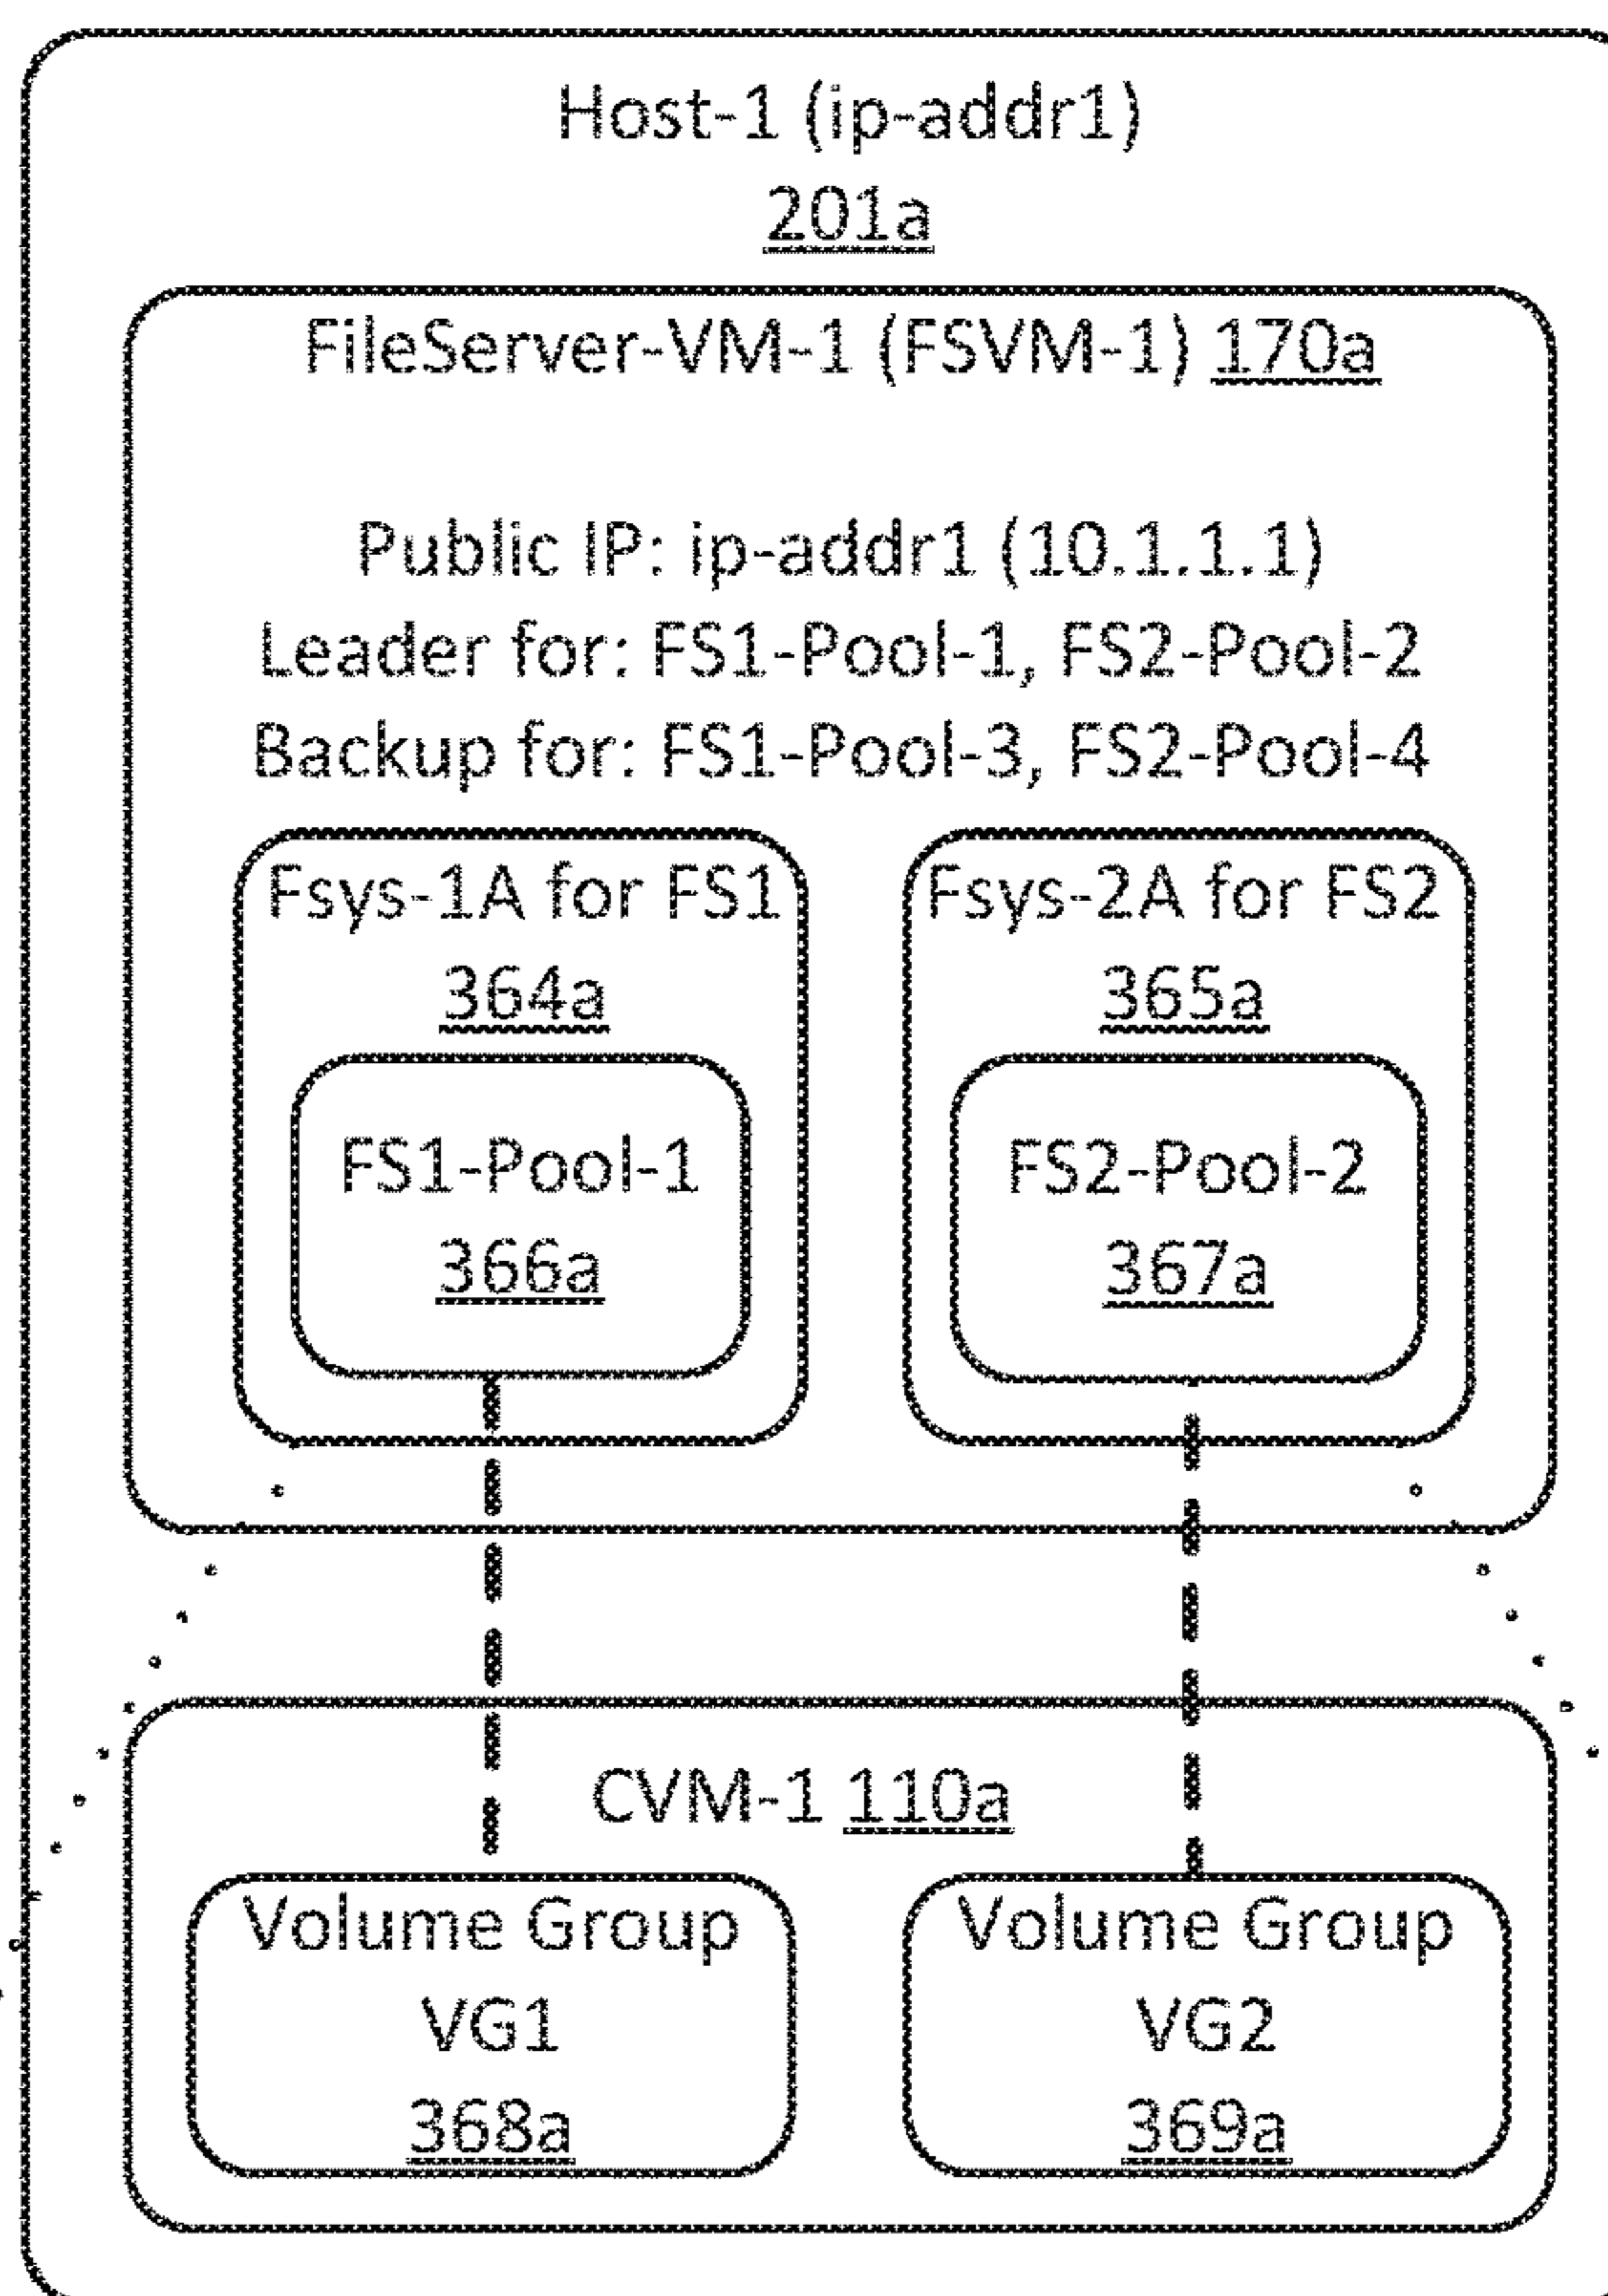 Host-1 (ip-addr1)
201a
FileServer-VM-1 (FSVM-1) 170a
Public IP: ip-addr1 (10.1.1.1)
Leader for: FS1-Pool-1, FS2-Pool-2
Backup for: FS1-Pool-3, FS2-Pool-4
Fsys-1A for FS1
364a
FS1-Pool-1
366a
Fsys-2A for FS2
365a
FS2-Pool-2
367a
CVM-1 110a
Volume Group
VG1
368a
Volume Group
VG2
369a